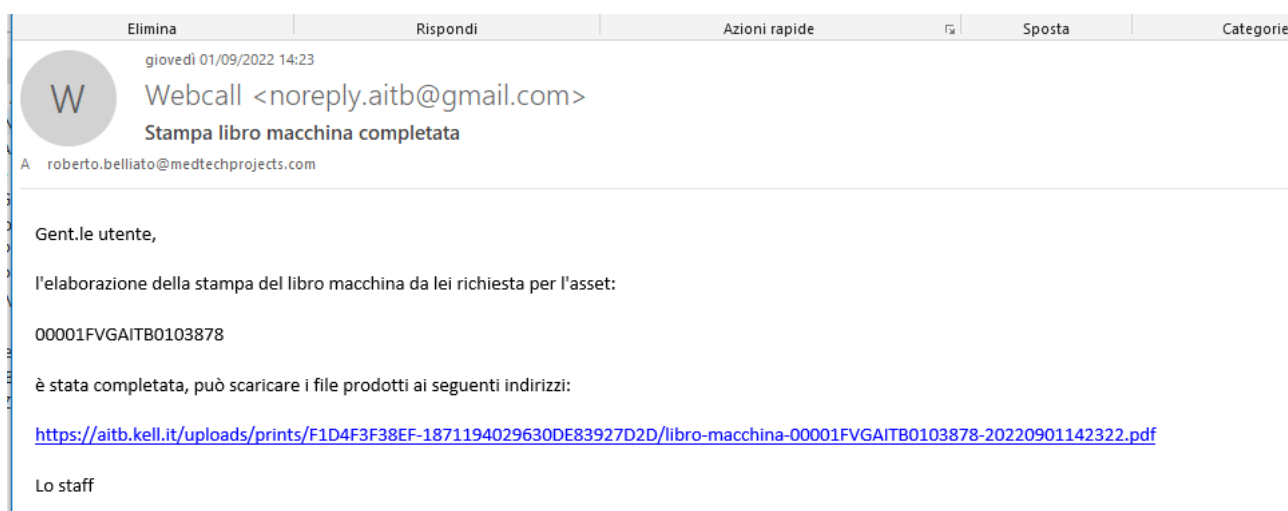 Elimina Rispondi Azioni rapide Sposta Categorie
giovedì 01/09/2022 14:23
W
Webcall <noreply.aitb@gmail.com>
Stampa libro macchina completata
A roberto.belliato@medtechprojects.com
Gent.le utente,
l'elaborazione della stampa del libro macchina da lei richiesta per l'asset:
00001FVGAITB0103878
è stata completata, può scaricare i file prodotti ai seguenti indirizzi:
https://aitb.kell.it/uploads/prints/F1D4F3F38EF-1871194029630DE83927D2D/libro-macchina-00001FVGAITB0103878-20220901142322.pdf
Lo staff